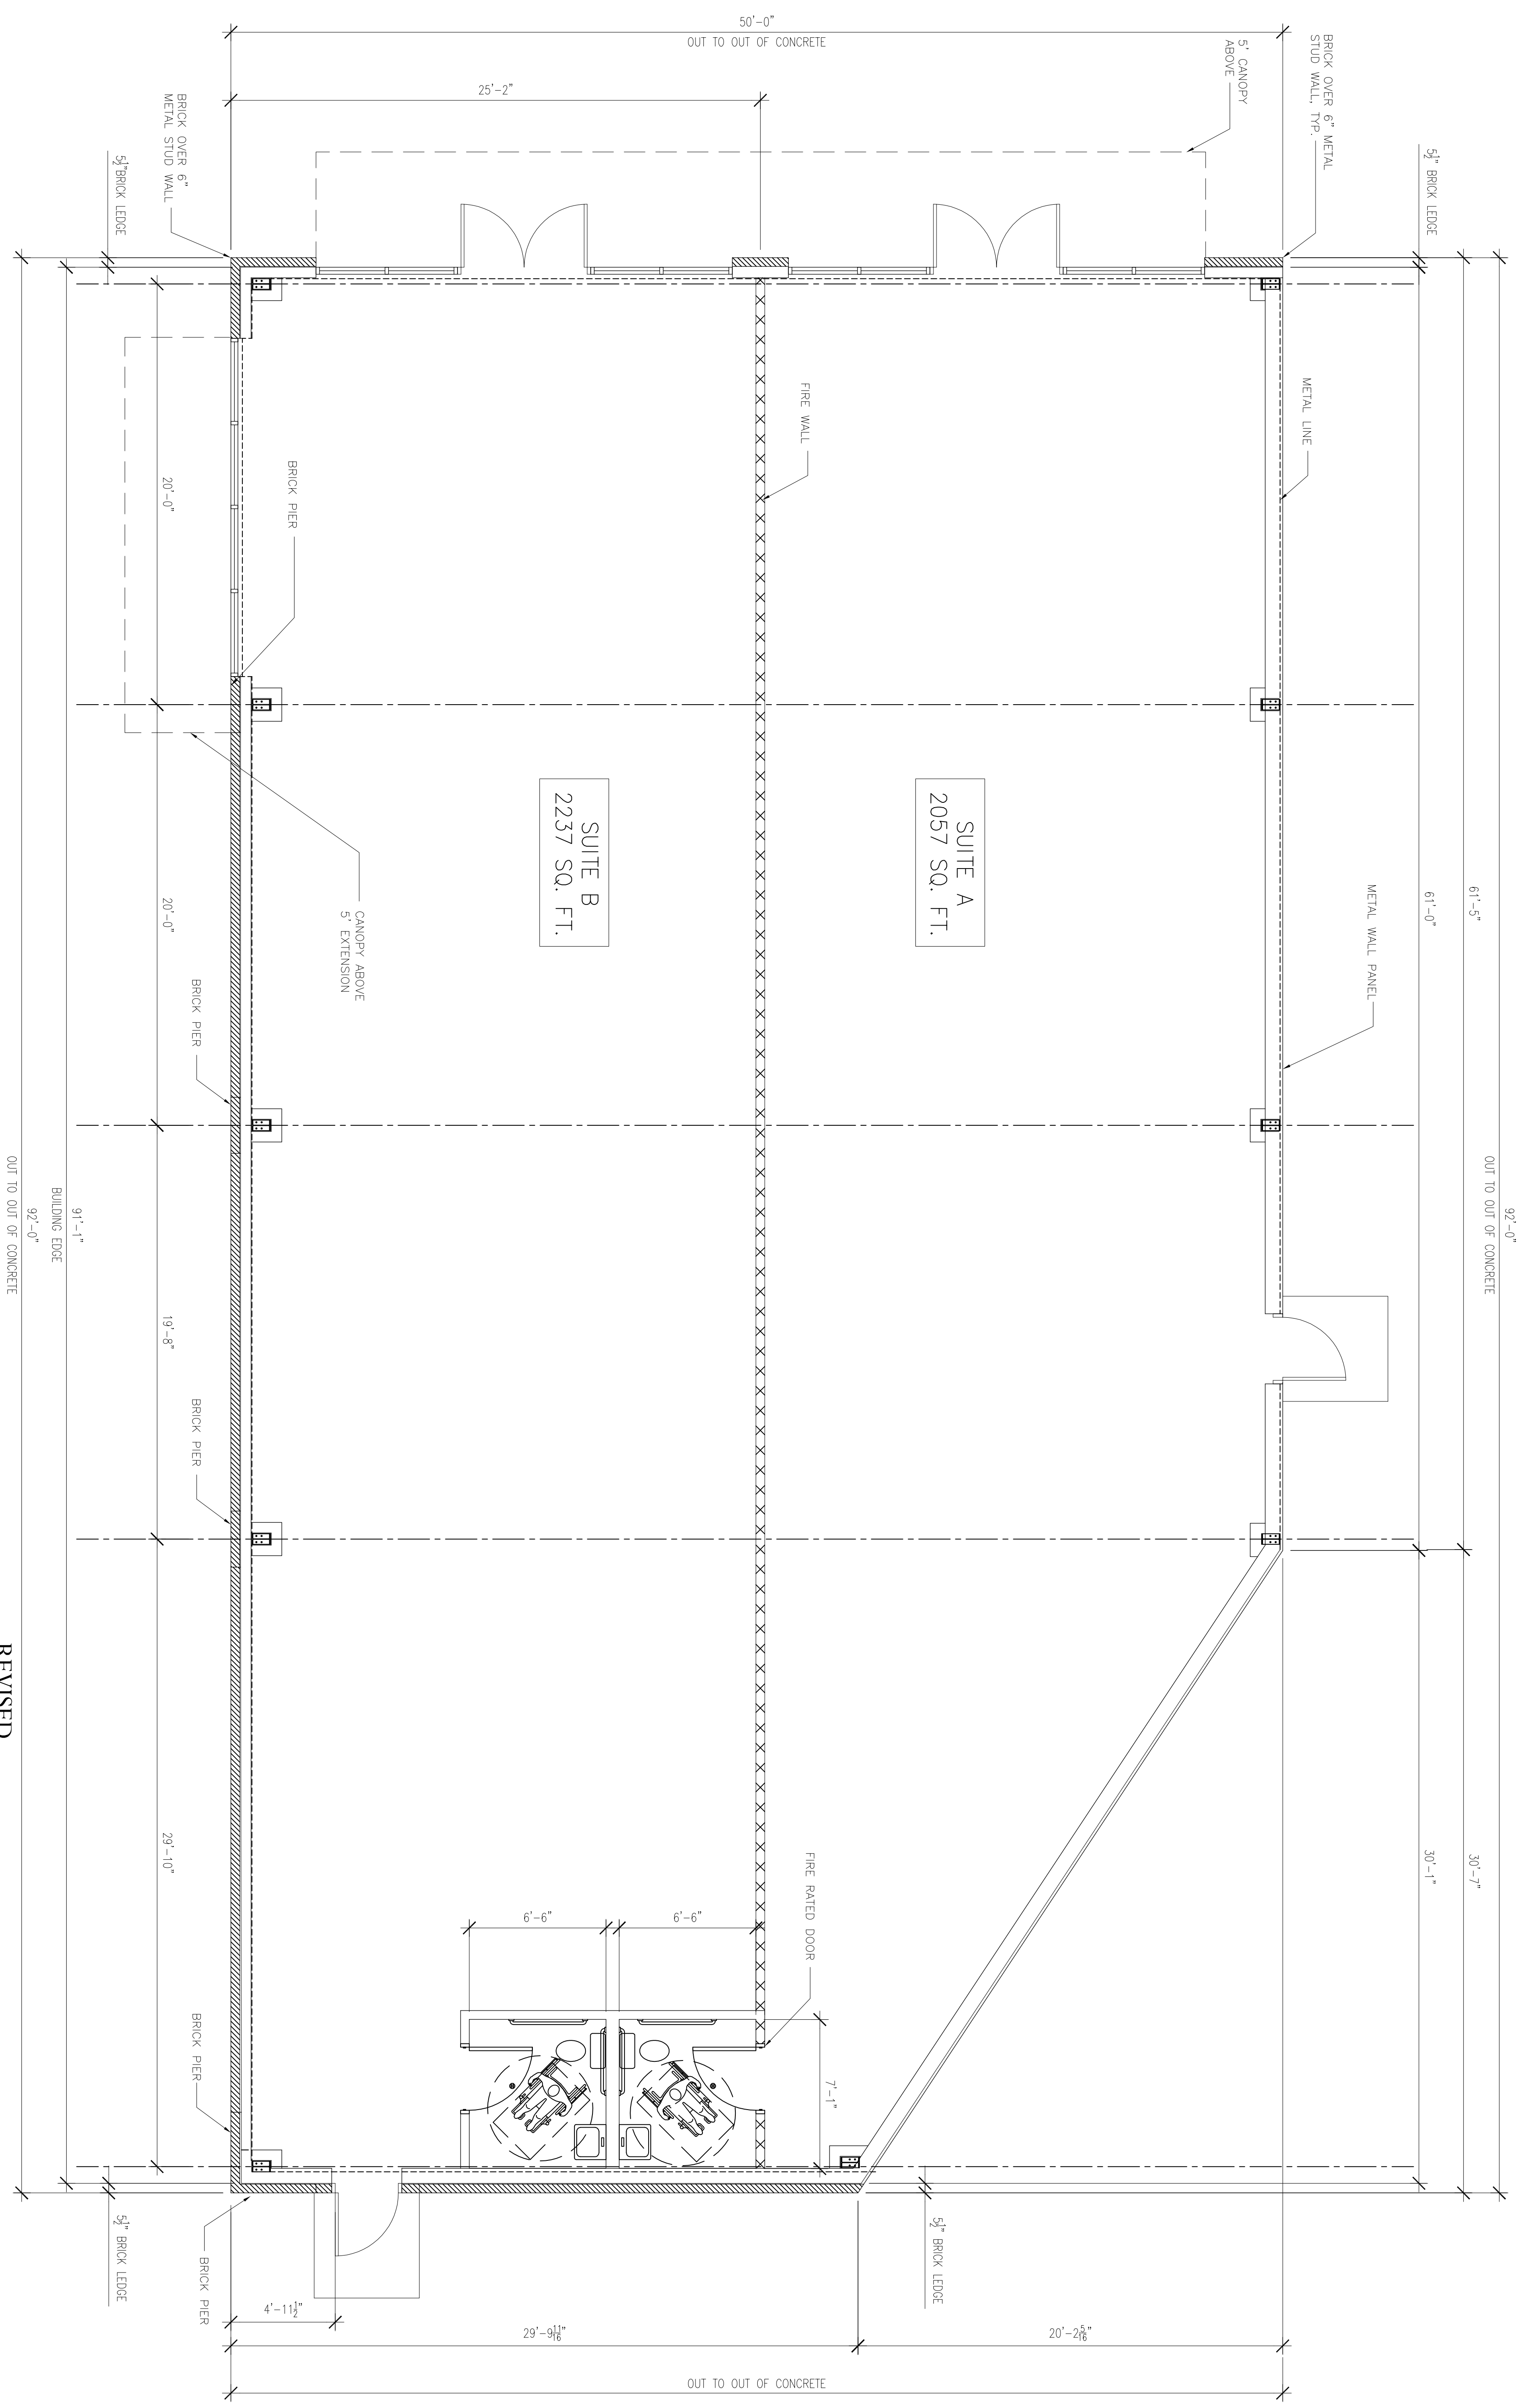 50'-0"
OUT TO OUT OF CONCRETE
25'-2"
5' CANOPY
ABOVE
BRICK OVER 6" METAL
STUD WALL, TYP.
5½" BRICK LEDGE
BRICK OVER 6"
METAL STUD WALL
5½"BRICK LEDGE
92'-0"
OUT TO OUT OF CONCRETE
61'-5"
61'-0"
30'-7"
30'-1"
METAL LINE
METAL WALL PANEL
FIRE WALL
BRICK PIER
SUITE A
2057 SQ. FT.
SUITE B
2237 SQ. FT.
CANOPY ABOVE
5' EXTENSION
BRICK PIER
BRICK PIER
BRICK PIER
BRICK PIER
FIRE RATED DOOR
6'-6"
6'-6"
7'-1"
20'-0"
20'-0"
19'-8"
29'-10"
91'-1"
BUILDING EDGE
92'-0"
OUT TO OUT OF CONCRETE
5½" BRICK LEDGE
5½" BRICK LEDGE
4'-11½"
29'-9 11/16"
20'-2 5/16"
OUT TO OUT OF CONCRETE
REVISED